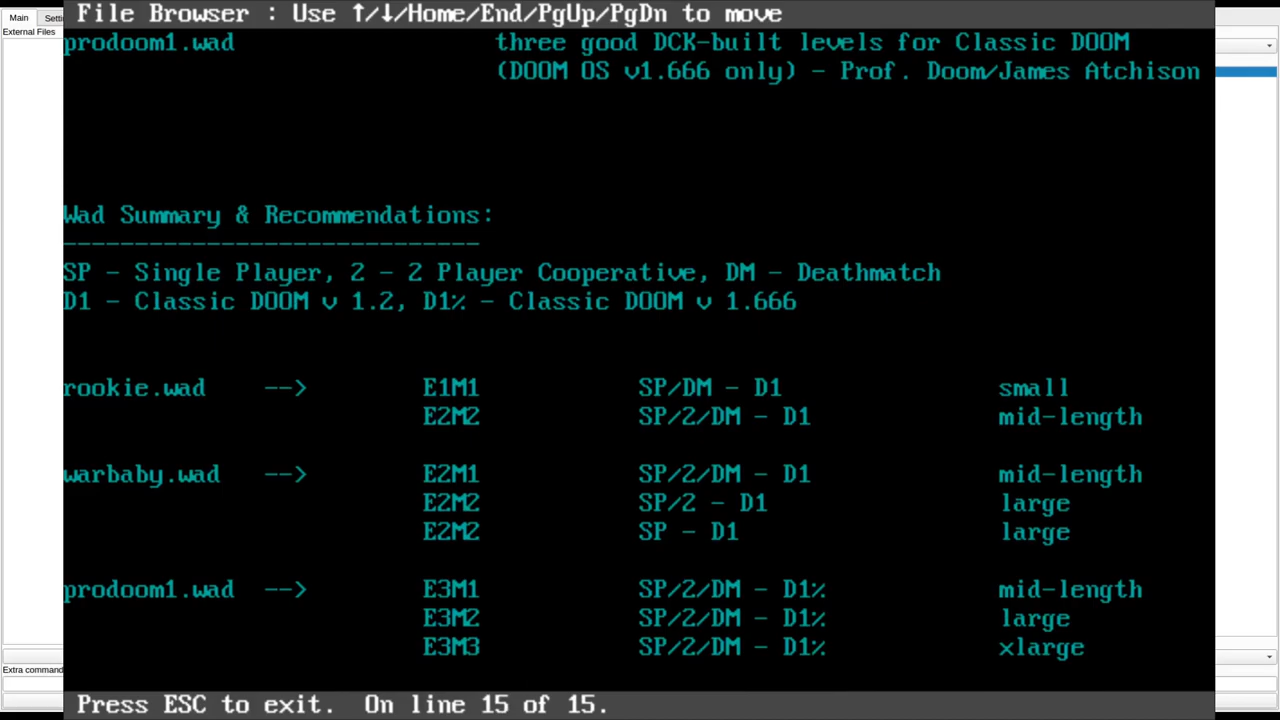 File Browser : Use ↑/↓/Home/End/PgUp/PgDn to move
Main
External Files
prodoom1.wad three good DCK-built levels for Classic DOOM
(DOOM OS v1.666 only) - Prof. Doom/James Atchison
Wad Summary & Recommendations:
-----------------------------
SP - Single Player, 2 - 2 Player Cooperative, DM - Deathmatch
D1 - Classic DOOM v 1.2, D1% - Classic DOOM v 1.666
rookie.wad --> E1M1 SP/DM - D1 small
E2M2 SP/2/DM - D1 mid-length
warbaby.wad --> E2M1 SP/2/DM - D1 mid-length
E2M2 SP/2 - D1 large
E2M2 SP - D1 large
prodoom1.wad --> E3M1 SP/2/DM - D1% mid-length
E3M2 SP/2/DM - D1% large
E3M3 SP/2/DM - D1% xlarge
Extra command
Press ESC to exit. On line 15 of 15.